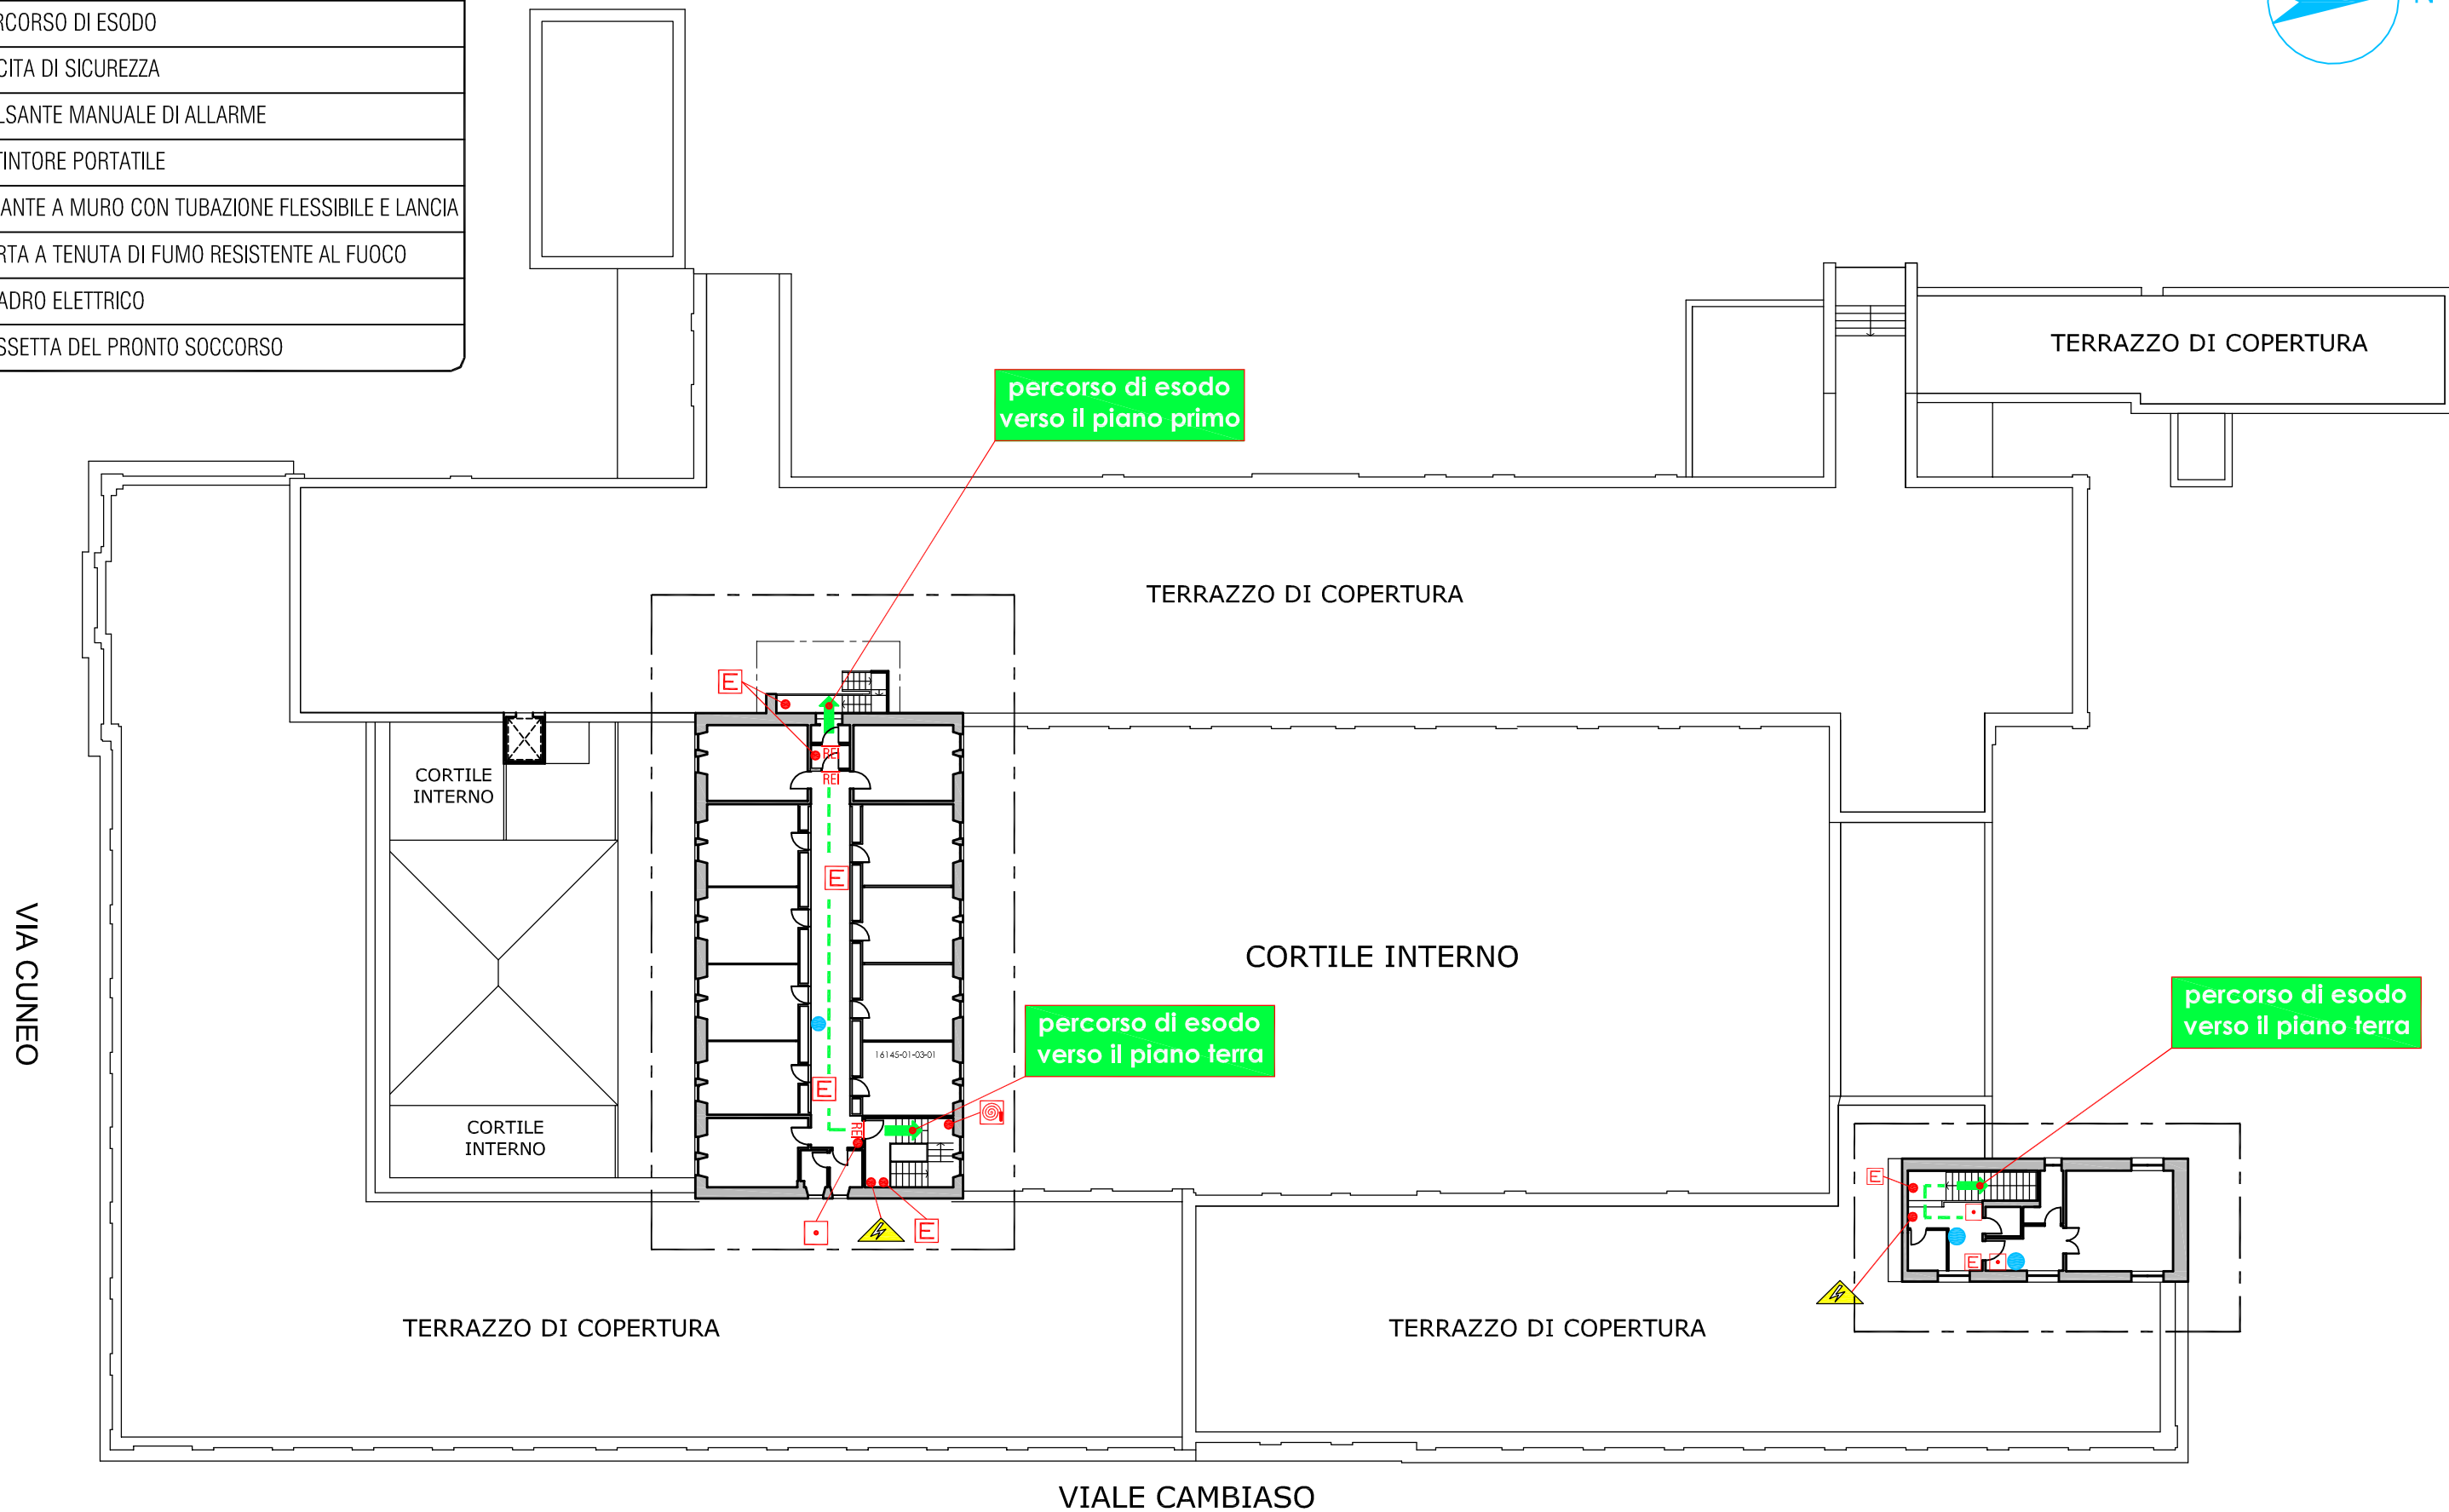 RCORSO DI ESODO
CITA DI SICUREZZA
LSANTE MANUALE DI ALLARME
TINTORE PORTATILE
ANTE A MURO CON TUBAZIONE FLESSIBILE E LANCIA
RTA A TENUTA DI FUMO RESISTENTE AL FUOCO
ADRO ELETTRICO
SSETTA DEL PRONTO SOCCORSO
TERRAZZO DI COPERTURA
percorso di esodo
verso il piano primo
TERRAZZO DI COPERTURA
E
REI
REI
CORTILE
INTERNO
E
VIA CUNEO
CORTILE INTERNO
percorso di esodo
verso il piano terra
percorso di esodo
verso il piano terra
16145-01-03-01
E
CORTILE
INTERNO
REI
E
E
E
TERRAZZO DI COPERTURA
TERRAZZO DI COPERTURA
VIALE CAMBIASO